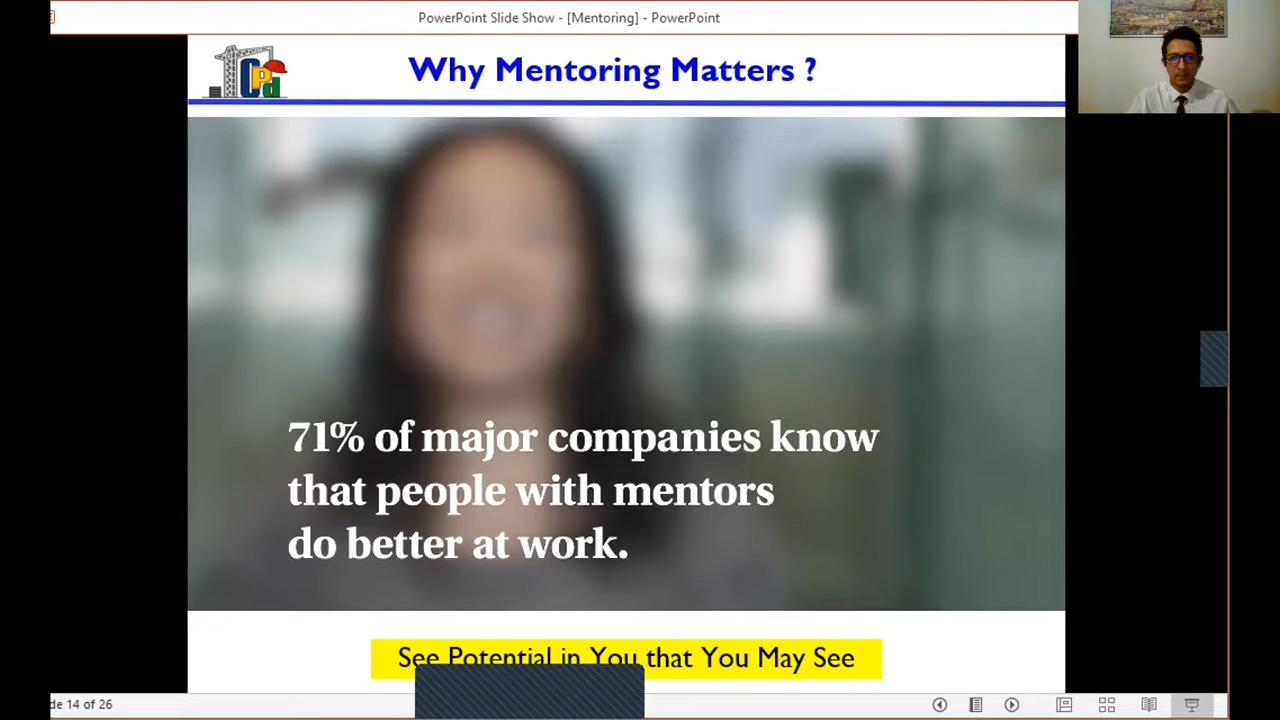 PowerPoint Slide Show - [Mentoring] - PowerPoint
CPd
Why Mentoring Matters ?
71% of major companies know
that people with mentors
do better at work.
See Potential in You that You May See
de 14 of 26